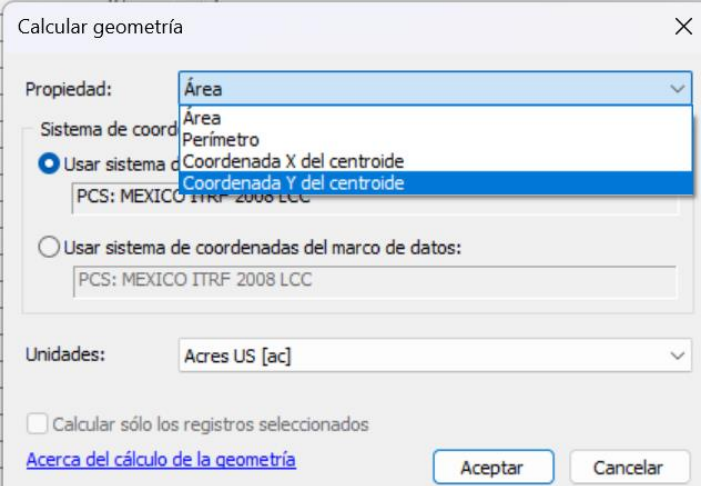 Calcular geometría
Propiedad:
Área
Área
Perímetro
Coordenada X del centroide
Coordenada Y del centroide
Sistema de coord
Usar sistema d
PCS: MEXICO ITRF 2008 LCC
Usar sistema de coordenadas del marco de datos:
PCS: MEXICO ITRF 2008 LCC
Unidades:
Acres US [ac]
Calcular sólo los registros seleccionados
Acerca del cálculo de la geometría
Aceptar
Cancelar